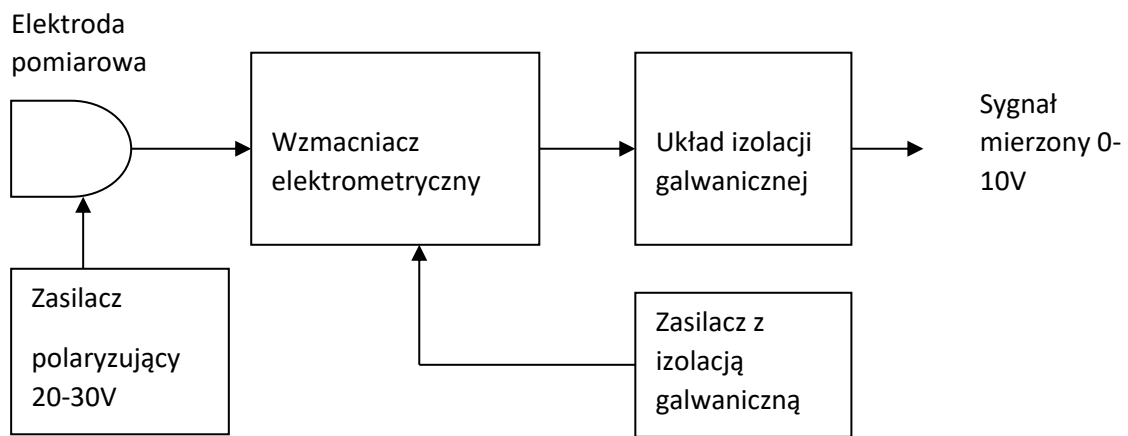 Elektroda
pomiarowa
Wzmacniacz
elektrometryczny
Układ izolacji
galwanicznej
Sygnał
mierzony 0-
10V
Zasilacz
polaryzujący
20-30V
Zasilacz z
izolacją
galwaniczną